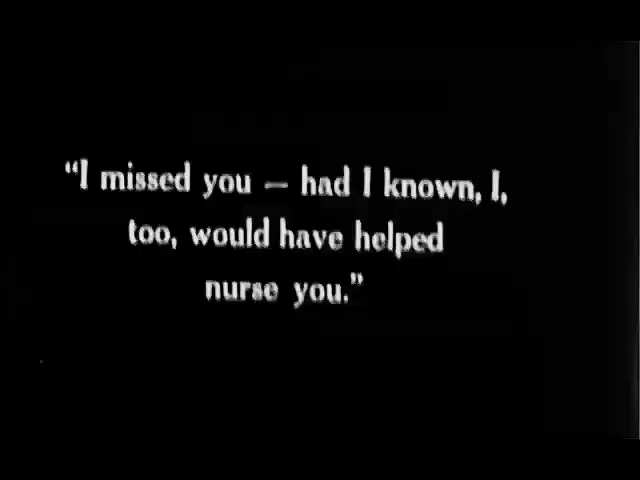 “I missed you — had I known, I,
too, would have helped
nurse you.”